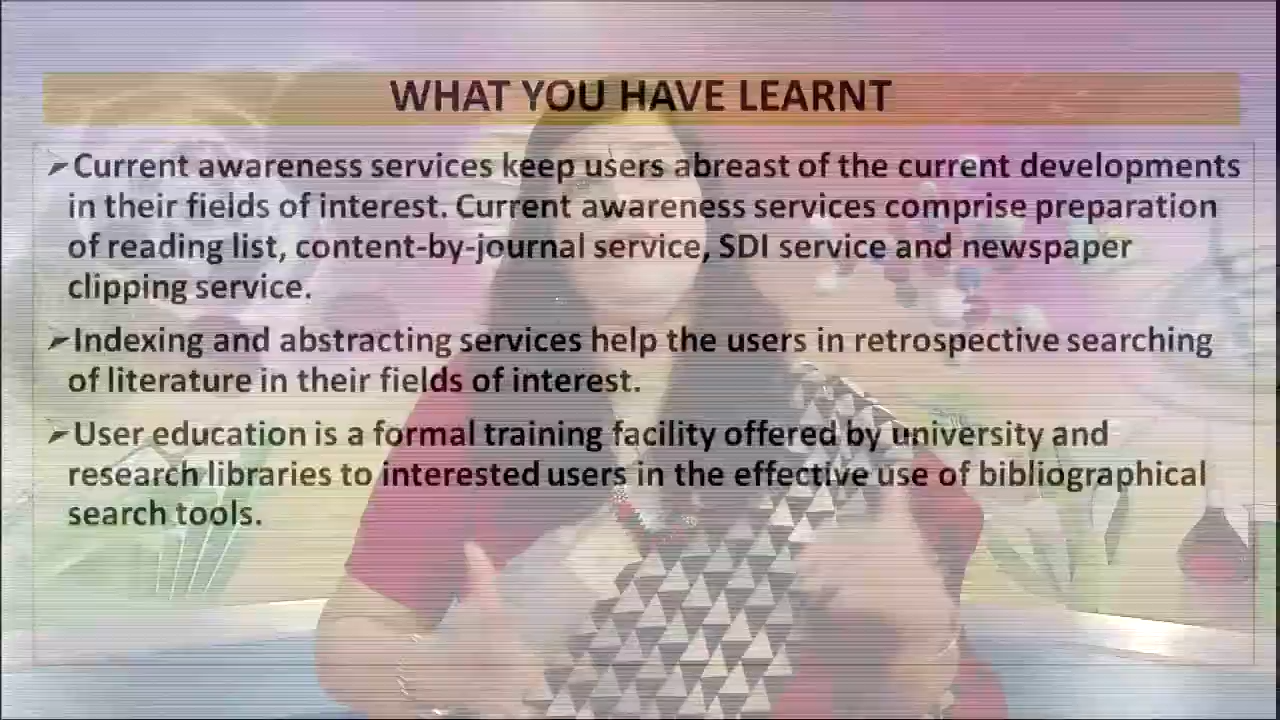 WHAT YOU HAVE LEARNT
➢Current awareness services keep users abreast of the current developments
in their fields of interest. Current awareness services comprise preparation
of reading list, content-by-journal service, SDI service and newspaper
clipping service.
➢Indexing and abstracting services help the users in retrospective searching
of literature in their fields of interest.
➢User education is a formal training facility offered by university and
research libraries to interested users in the effective use of bibliographical
search tools.